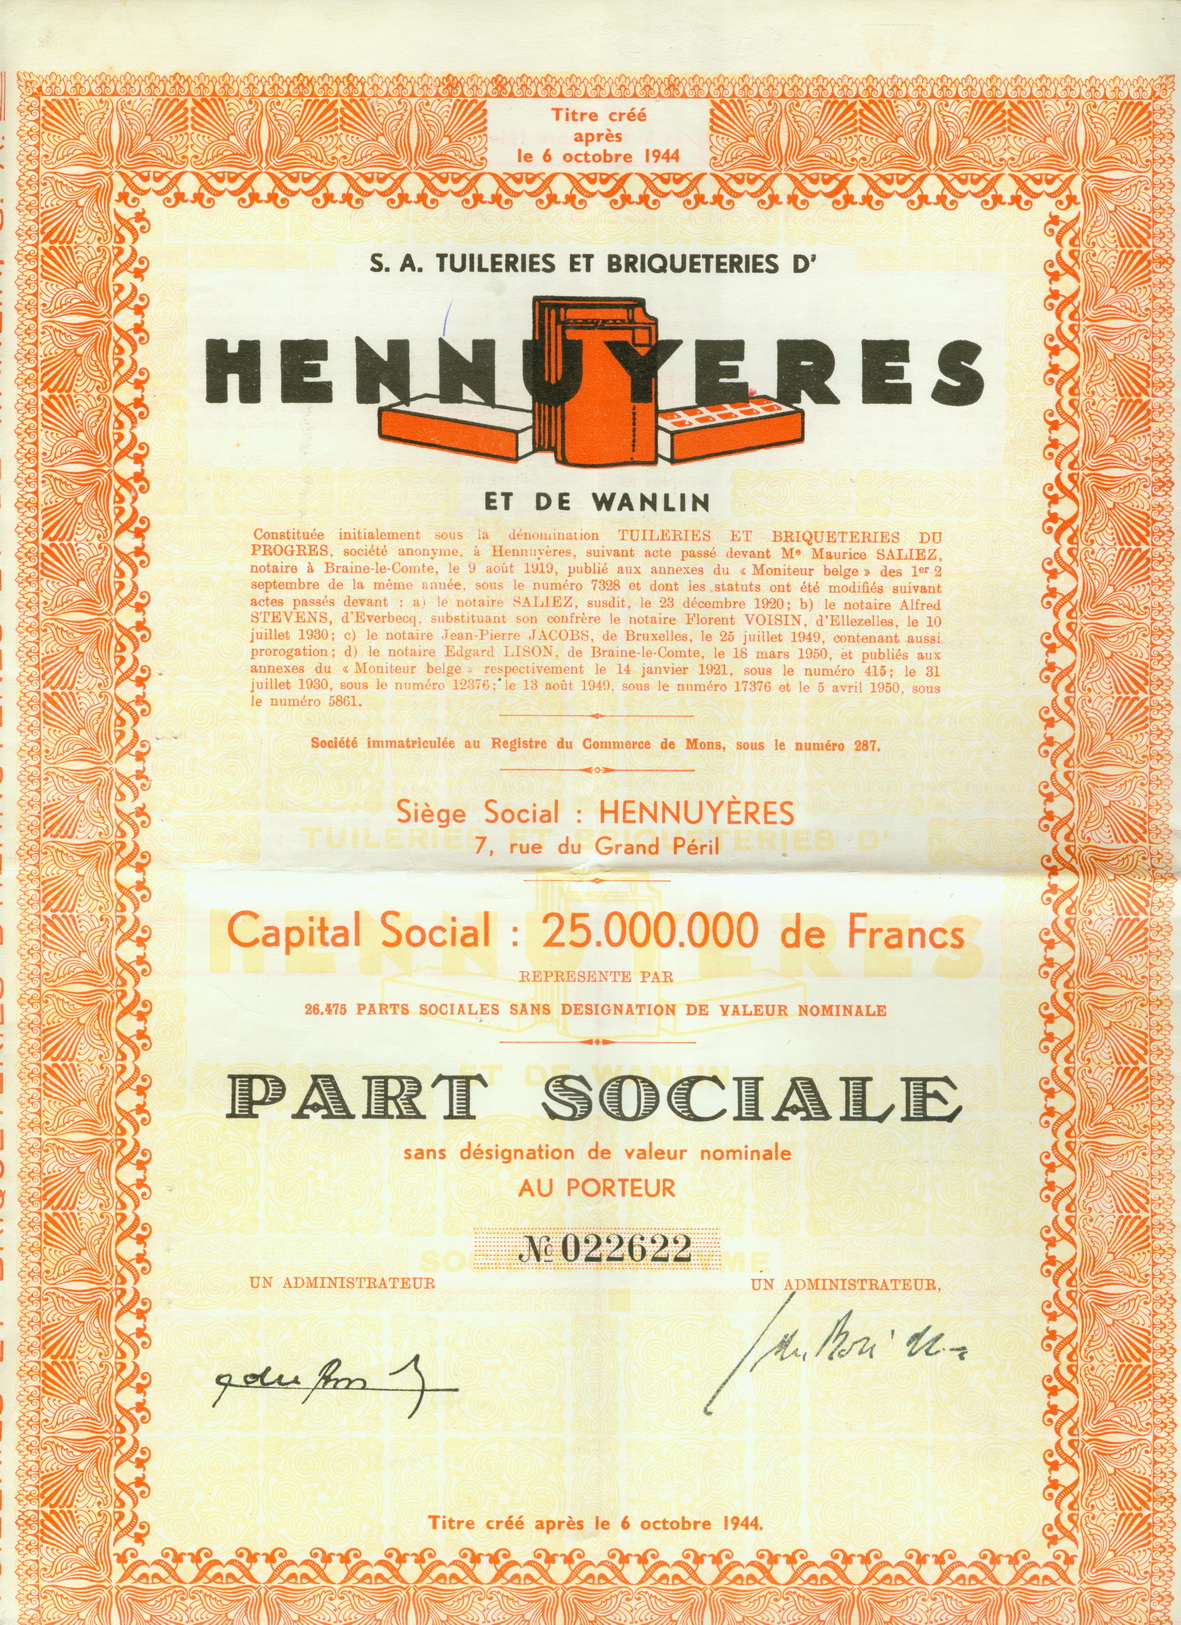 Titre créé
après
le 6 octobre 1944
S. A. TUILERIES ET BRIQUETERIES D'
HENNUYERES
ET DE WANLIN
Constituée initialement sous la dénomination TUILERIES ET BRIQUETERIES DU
PROGRES, société anonyme, à Hennuyères, suivant acte passé devant Me Maurice SALIEZ,
notaire à Braine-le-Comte, le 9 août 1919, publié aux annexes du « Moniteur belge » des 1er 2
septembre de la même année, sous le numéro 7328 et dont les statuts ont été modifiés suivant
actes passés devant : a) le notaire SALIEZ, susdit, le 23 décembre 1920; b) le notaire Alfred
STEVENS, d'Everbecq, substituant son confrère le notaire Florent VOISIN, d'Ellezelles, le 10
juillet 1930; c) le notaire Jean-Pierre JACOBS, de Bruxelles, le 25 juillet 1949, contenant aussi
prorogation; d) le notaire Edgard LISON, de Braine-le-Comte, le 18 mars 1950, et publiés aux
annexes du « Moniteur belge » respectivement le 14 janvier 1921, sous le numéro 415; le 31
juillet 1930, sous le numéro 12376; le 13 août 1949, sous le numéro 17376 et le 5 avril 1950, sous
le numéro 5861.
Société immatriculée au Registre du Commerce de Mons, sous le numéro 287.
Siège Social : HENNUYÈRES
TUILERIES ET BRIQUETERIES D'
7, rue du Grand Péril
HENNUYERES
Capital Social : 25.000.000 de Francs
REPRESENTE PAR
26.475 PARTS SOCIALES SANS DESIGNATION DE VALEUR NOMINALE
ET DE WANLIN
PART SOCIALE
sans désignation de valeur nominale
AU PORTEUR
№ 022622
SOCIETE ANONYME
UN ADMINISTRATEUR
UN ADMINISTRATEUR,
Titre créé après le 6 octobre 1944.